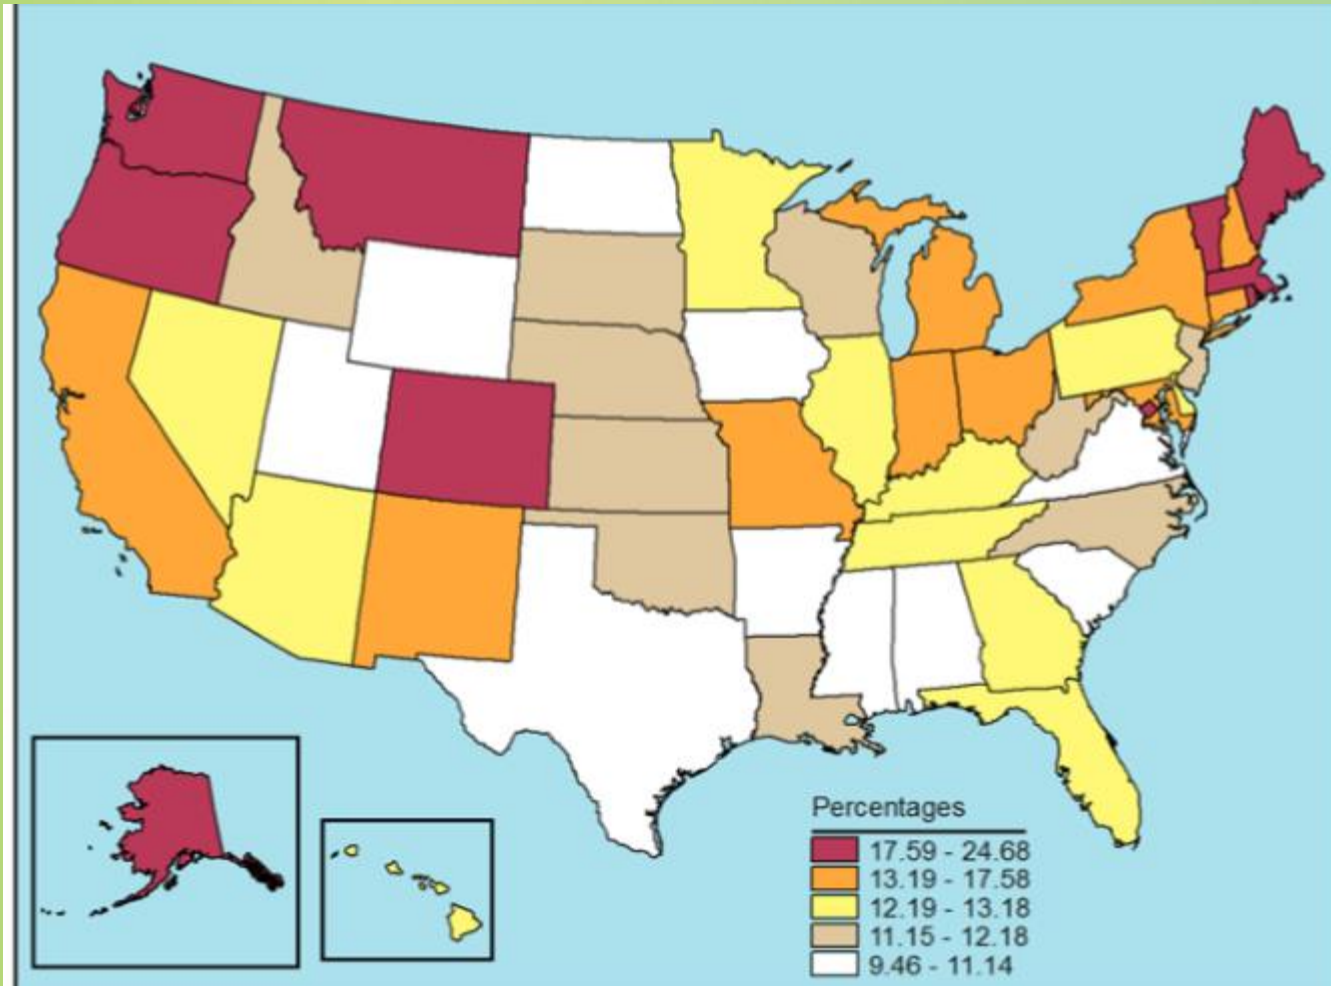 Percentages
17.59 - 24.68
13.19 - 17.58
12.19 - 13.18
11.15 - 12.18
9.46 - 11.14